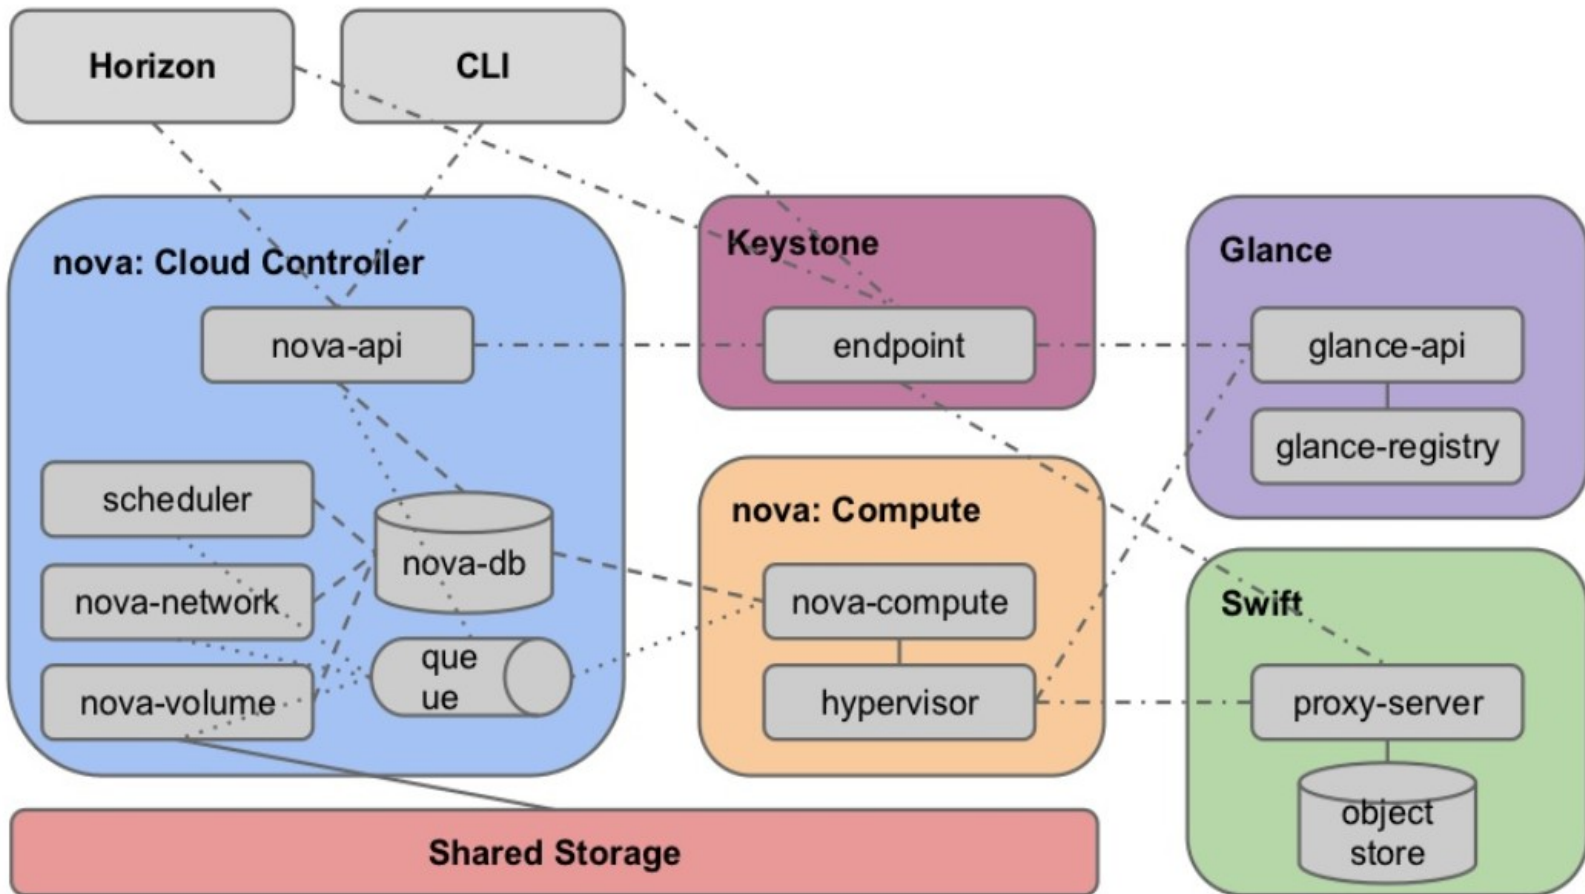 Horizon
CLI
nova: Cloud Controller
nova-api
scheduler
nova-network
nova-volume
nova-db
que
ue
Keystone
endpoint
nova: Compute
nova-compute
hypervisor
Glance
glance-api
glance-registry
Swift
proxy-server
object
store
Shared Storage